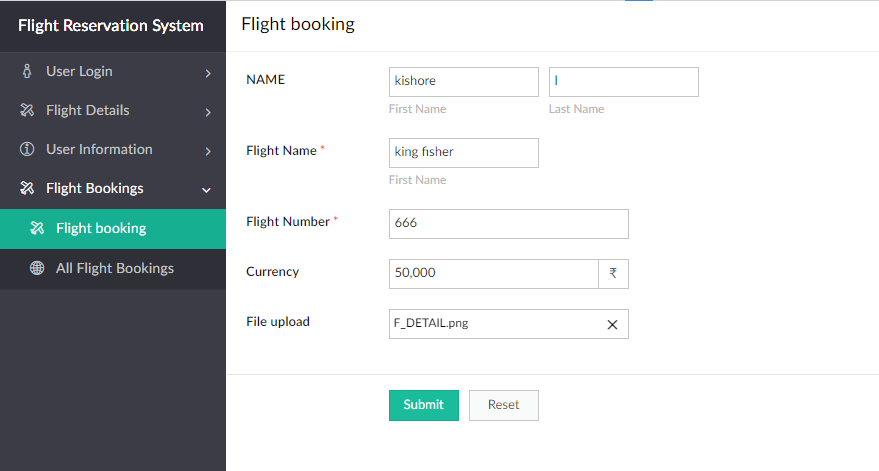 Flight Reservation System
User Login
Flight Details
User Information
Flight Bookings
Flight booking
All Flight Bookings
Flight booking
NAME kishore l
First Name Last Name
Flight Name * king fisher
First Name
Flight Number * 666
Currency 50,000 ₹
File upload F_DETAIL.png
Submit Reset